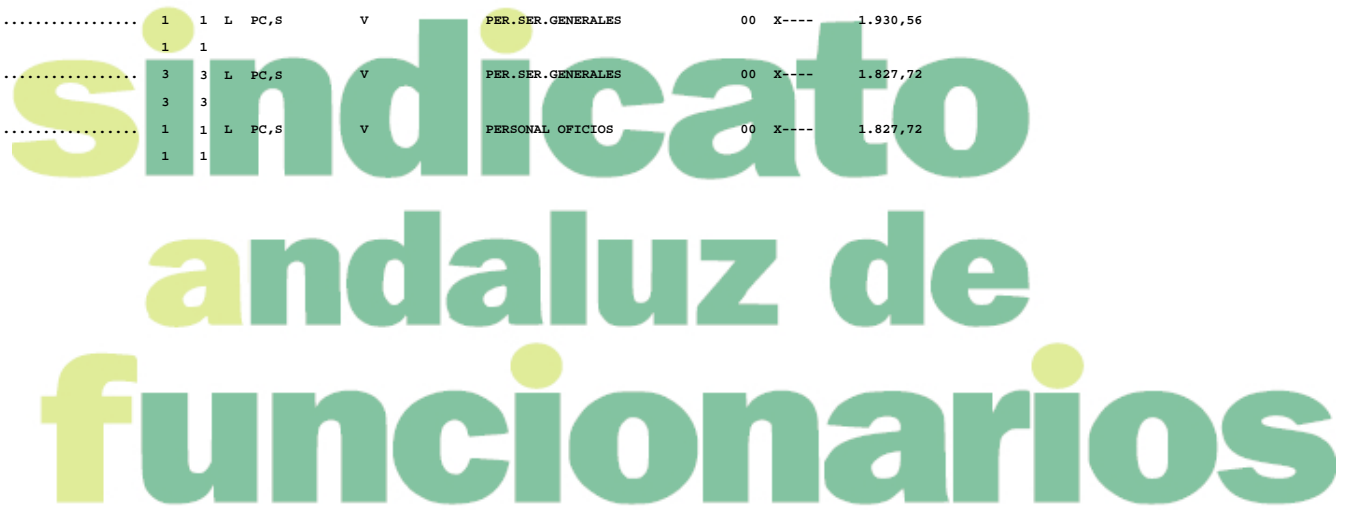 ................. 1 1 L PC,S V PER.SER.GENERALES 00 X---- 1.930,56
1 1
................. 3 3 L PC,S V PER.SER.GENERALES 00 X---- 1.827,72
3 3
................. 1 1 L PC,S V PERSONAL OFICIOS 00 X---- 1.827,72
1 1
sindicato
andaluz de
funcionarios